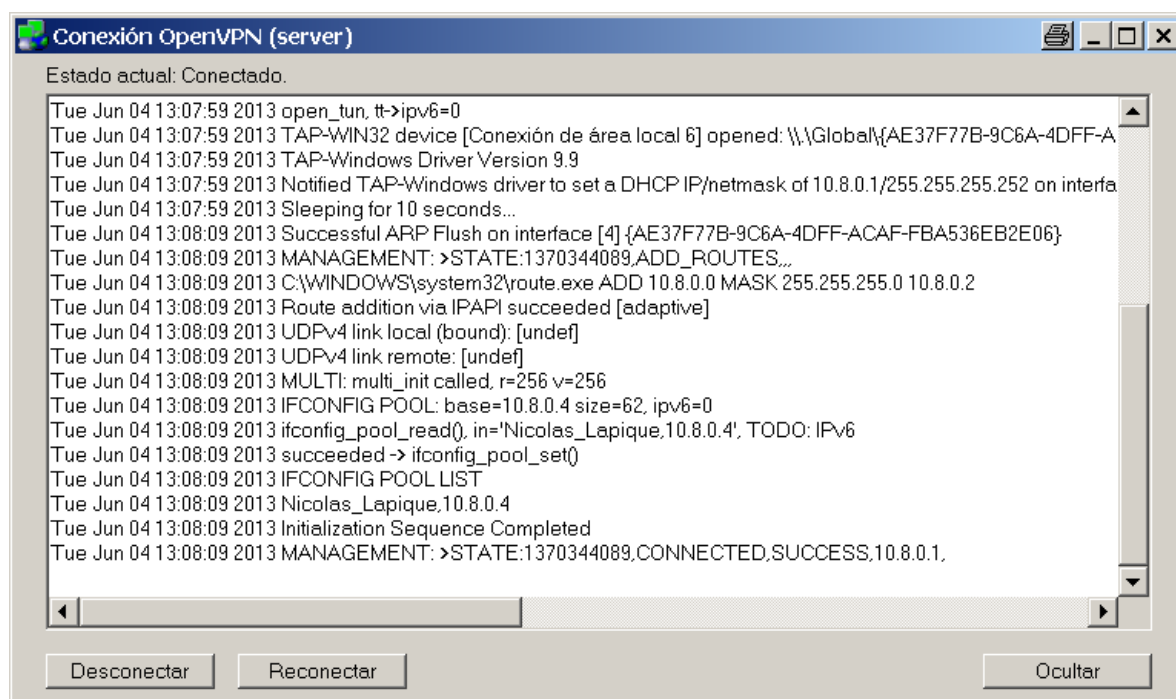 Conexión OpenVPN (server)
Estado actual: Conectado.
Tue Jun 04 13:07:59 2013 open_tun, tt->ipv6=0
Tue Jun 04 13:07:59 2013 TAP-WIN32 device [Conexión de área local 6] opened: \\.\Global\{AE37F77B-9C6A-4DFF-A
Tue Jun 04 13:07:59 2013 TAP-Windows Driver Version 9.9
Tue Jun 04 13:07:59 2013 Notified TAP-Windows driver to set a DHCP IP/netmask of 10.8.0.1/255.255.255.252 on interfa
Tue Jun 04 13:07:59 2013 Sleeping for 10 seconds...
Tue Jun 04 13:08:09 2013 Successful ARP Flush on interface [4] {AE37F77B-9C6A-4DFF-ACAF-FBA536EB2E06}
Tue Jun 04 13:08:09 2013 MANAGEMENT: >STATE:1370344089,ADD_ROUTES,,,
Tue Jun 04 13:08:09 2013 C:\WINDOWS\system32\route.exe ADD 10.8.0.0 MASK 255.255.255.0 10.8.0.2
Tue Jun 04 13:08:09 2013 Route addition via IPAPI succeeded [adaptive]
Tue Jun 04 13:08:09 2013 UDPv4 link local (bound): [undef]
Tue Jun 04 13:08:09 2013 UDPv4 link remote: [undef]
Tue Jun 04 13:08:09 2013 MULTI: multi_init called, r=256 v=256
Tue Jun 04 13:08:09 2013 IFCONFIG POOL: base=10.8.0.4 size=62, ipv6=0
Tue Jun 04 13:08:09 2013 ifconfig_pool_read(), in='Nicolas_Lapique,10.8.0.4', TODO: IPv6
Tue Jun 04 13:08:09 2013 succeeded -> ifconfig_pool_set()
Tue Jun 04 13:08:09 2013 IFCONFIG POOL LIST
Tue Jun 04 13:08:09 2013 Nicolas_Lapique,10.8.0.4
Tue Jun 04 13:08:09 2013 Initialization Sequence Completed
Tue Jun 04 13:08:09 2013 MANAGEMENT: >STATE:1370344089,CONNECTED,SUCCESS,10.8.0.1,
Desconectar Reconectar Ocultar